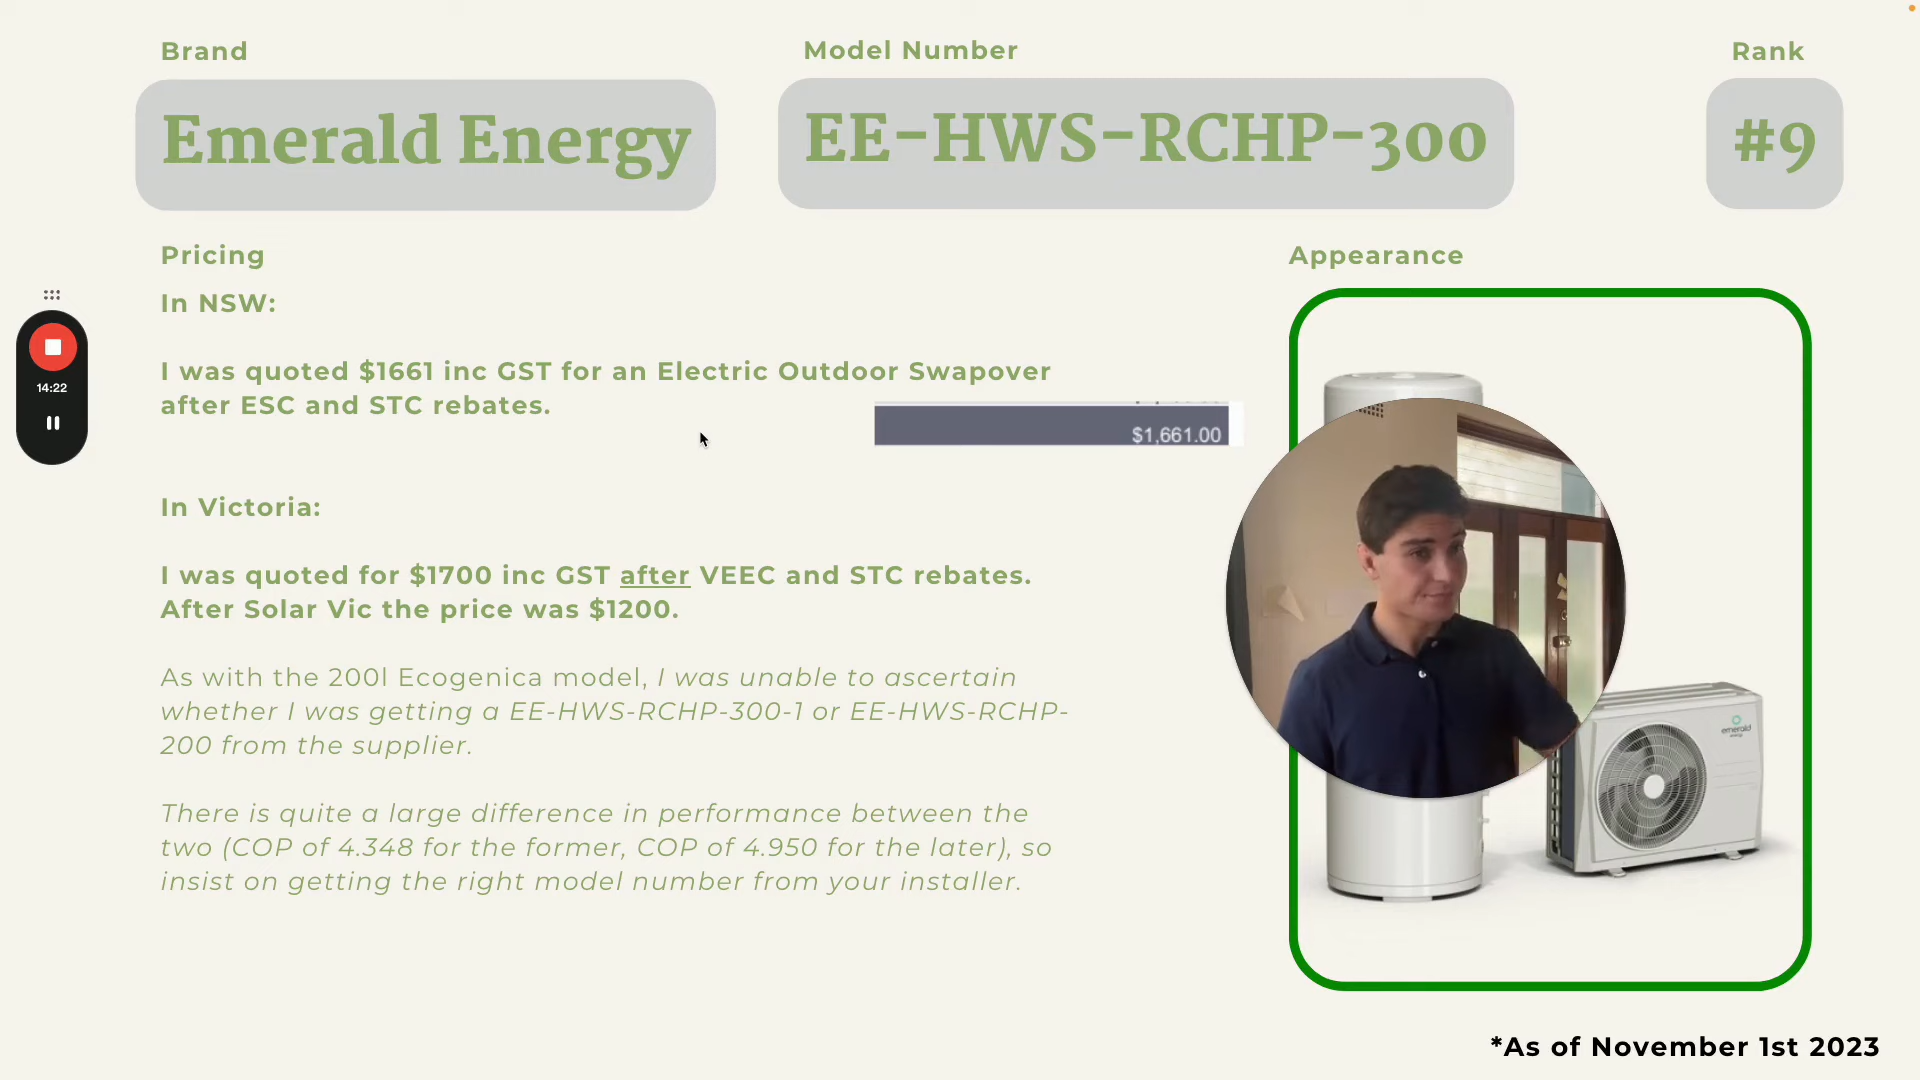 Brand
Model Number
Rank
Emerald Energy
EE-HWS-RCHP-300
#9
Pricing
Appearance
In NSW:
I was quoted $1661 inc GST for an Electric Outdoor Swapover
after ESC and STC rebates.
$1,661.00
14:22
In Victoria:
I was quoted for $1700 inc GST after VEEC and STC rebates.
After Solar Vic the price was $1200.
As with the 200l Ecogenica model, I was unable to ascertain
whether I was getting a EE-HWS-RCHP-300-1 or EE-HWS-RCHP-
200 from the supplier.
There is quite a large difference in performance between the
two (COP of 4.348 for the former, COP of 4.950 for the later), so
insist on getting the right model number from your installer.
emerald
energy
*As of November 1st 2023